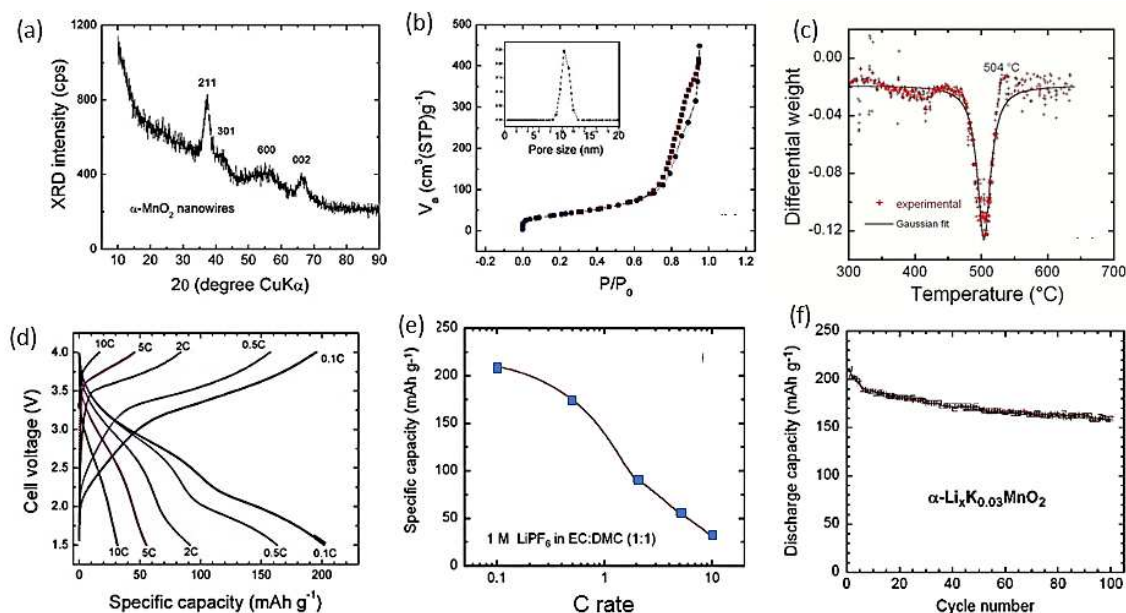 (a)
XRD intensity (cps)
1200
900
600
300
0
211
301
600
002
α-MnO2 nanowires
10 20 30 40 50 60 70 80 90
2θ (degree CuKα)
(b)
Va (cm3(STP)g-1
500
400
300
200
100
0
0 4 8 12 16 20
Pore size (nm)
-0.2 0.0 0.2 0.4 0.6 0.8 1.0 1.2
P/P0
(c)
Differential weight
0.00
-0.04
-0.08
-0.12
504 °C
experimental
Gaussian fit
300 400 500 600 700
Temperature (°C)
(d)
Cell voltage (V)
4.0
3.5
3.0
2.5
2.0
1.5
10C 5C 2C 0.5C 0.1C
10C 5C 2C 0.5C 0.1C
0 50 100 150 200
Specific capacity (mAh g-1)
(e)
Specific capacity (mAh g-1)
250
200
150
100
50
0
1 M LiPF6 in EC:DMC (1:1)
0.1 1 10
C rate
(f)
Discharge capacity (mAh g-1)
250
200
150
100
50
0
α-LixK0.03MnO2
0 20 40 60 80 100
Cycle number